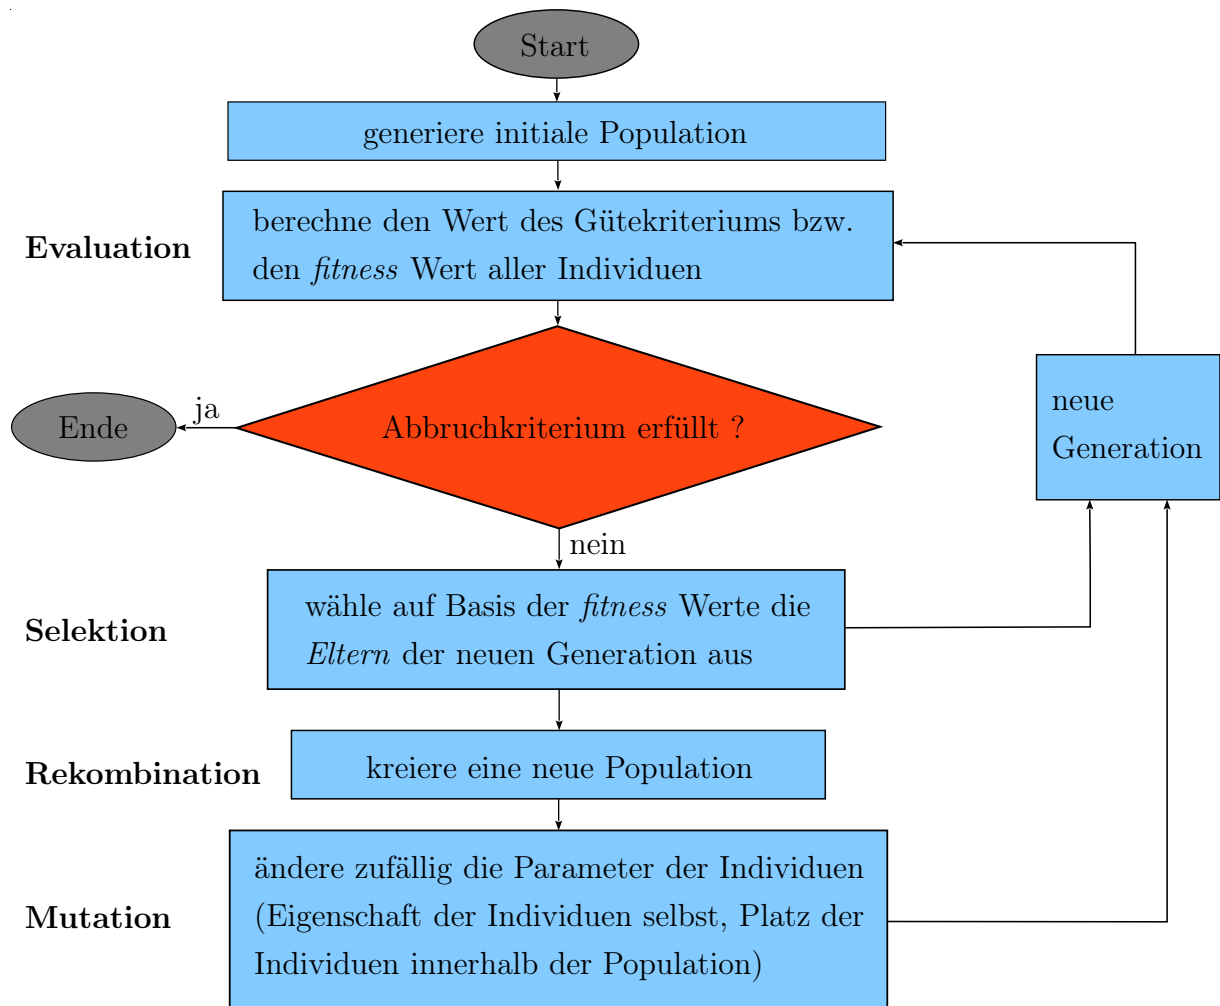 Start
generiere initiale Population
Evaluation
berechne den Wert des Gütekriteriums bzw.
den fitness Wert aller Individuen
neue
Generation
Ende
ja
Abbruchkriterium erfüllt ?
nein
Selektion
wähle auf Basis der fitness Werte die
Eltern der neuen Generation aus
Rekombination
kreiere eine neue Population
Mutation
ändere zufällig die Parameter der Individuen
(Eigenschaft der Individuen selbst, Platz der
Individuen innerhalb der Population)